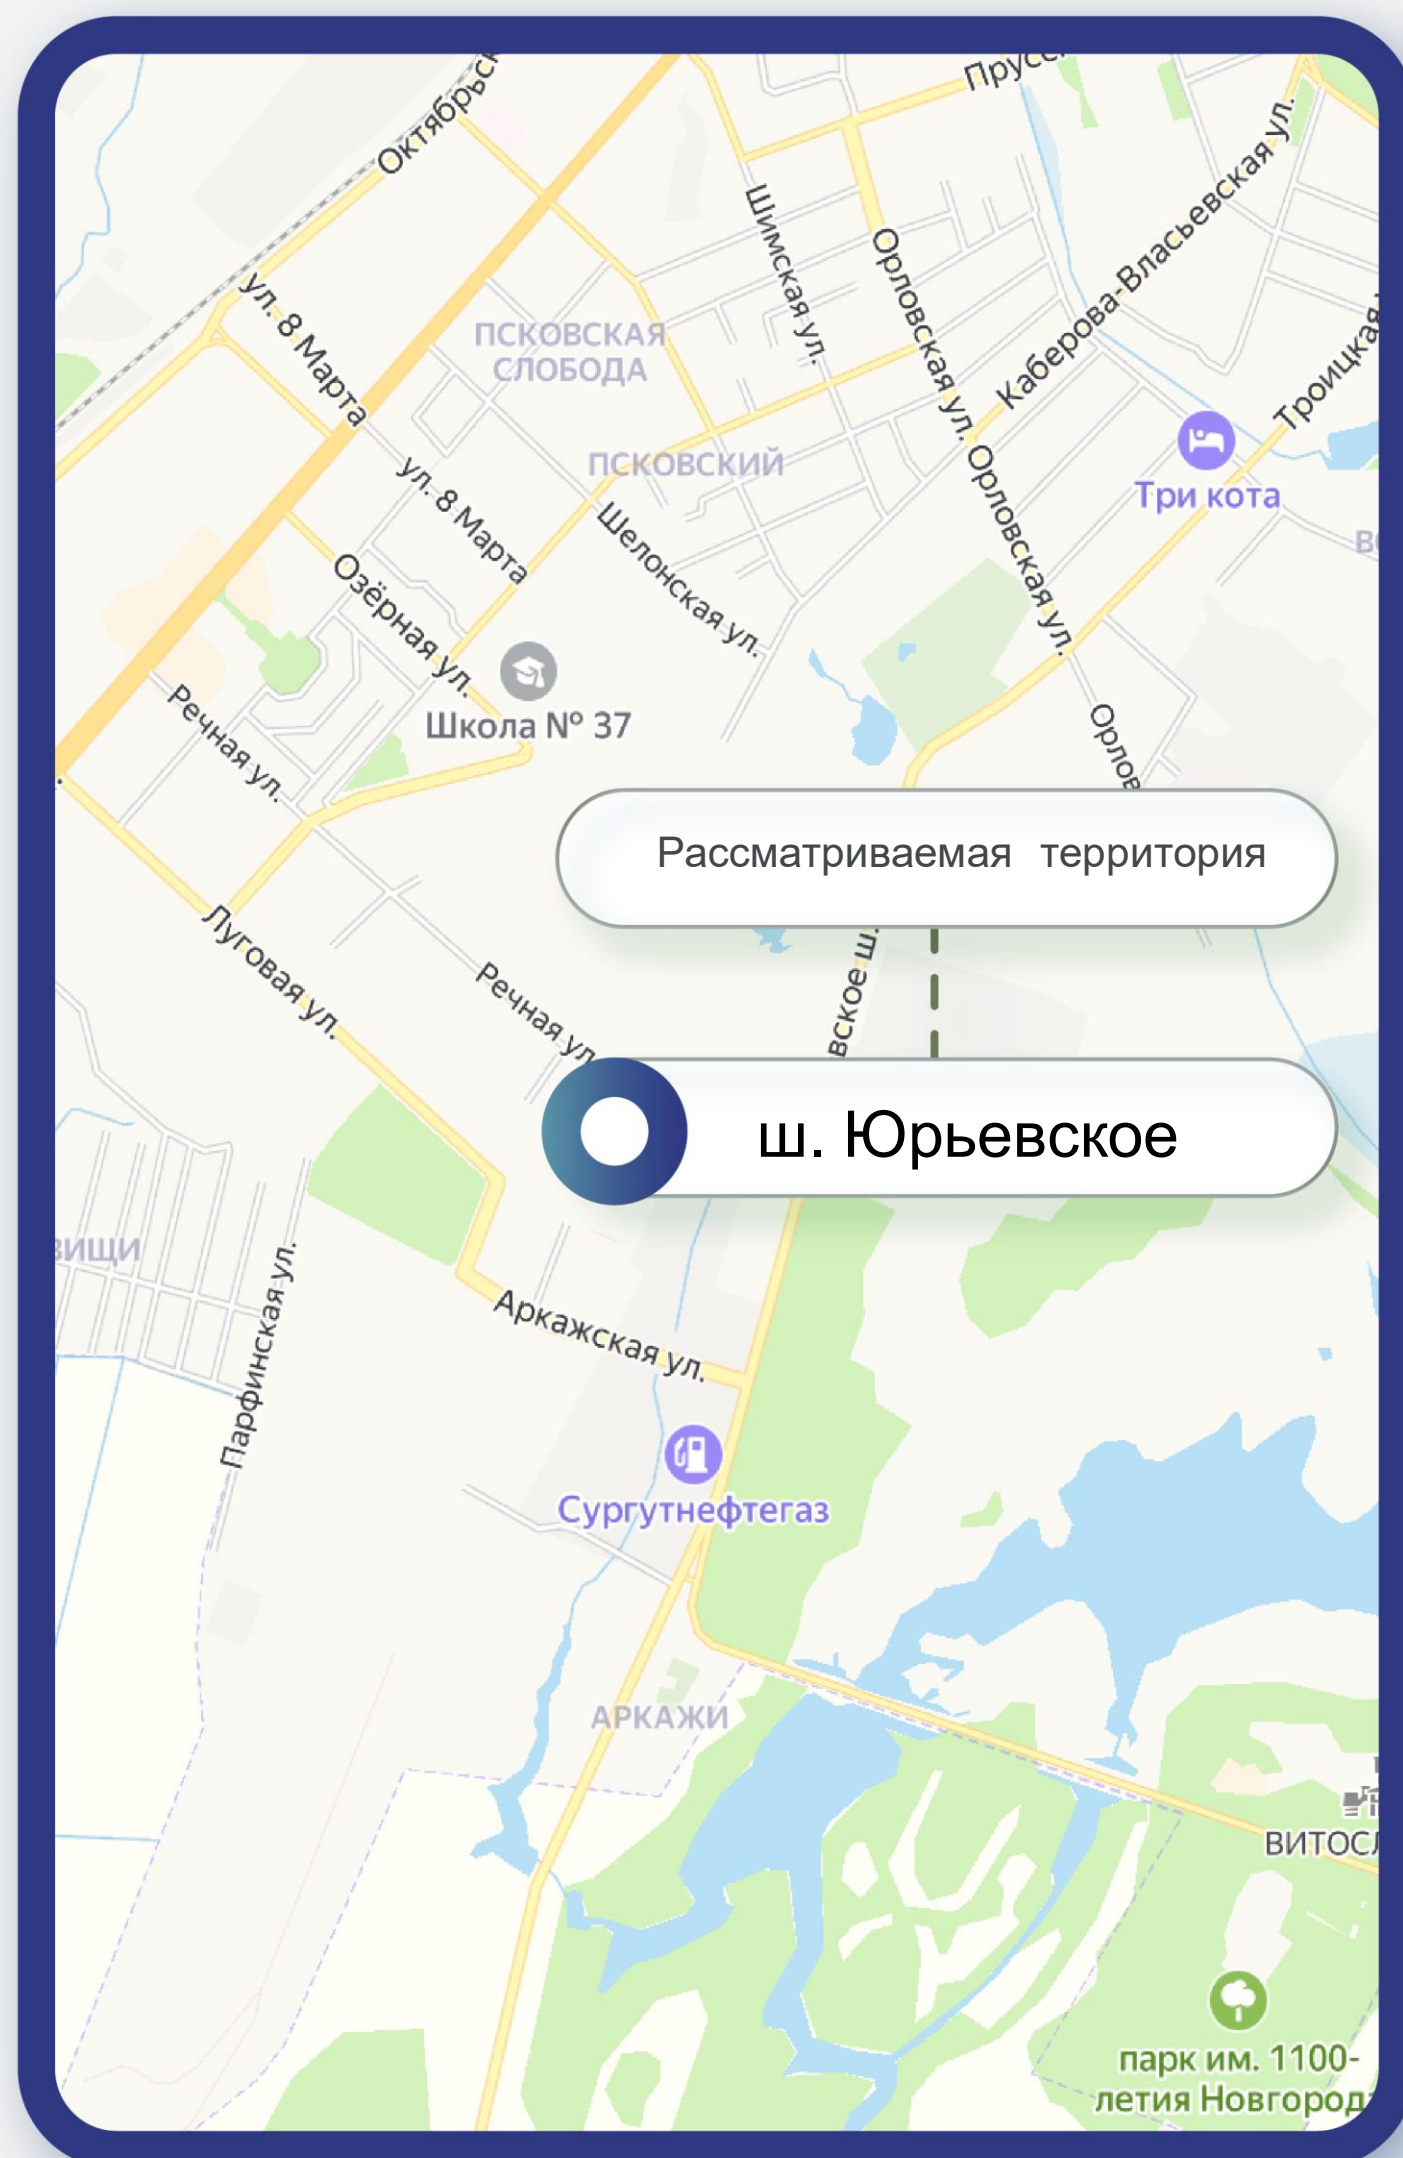 Октябрьск
Прусс
ул. 8 Марта
Шимская ул.
Орловская ул.
Каберова-Власьевская ул.
Троицкая
ПСКОВСКАЯ
СЛОБОДА
ПСКОВСКИЙ
Орловская ул.
Три кота
ул. 8 Марта
Шелонская ул.
Озёрная ул.
Школа № 37
Речная ул.
Орлов
Рассматриваемая территория
Луговая ул.
Речная ул.
вское ш.
ш. Юрьевское
ВИЩИ
Парфинская ул.
Аркажская ул.
Сургутнефтегаз
АРКАЖИ
ВИТОСЛ
парк им. 1100-
летия Новгорода